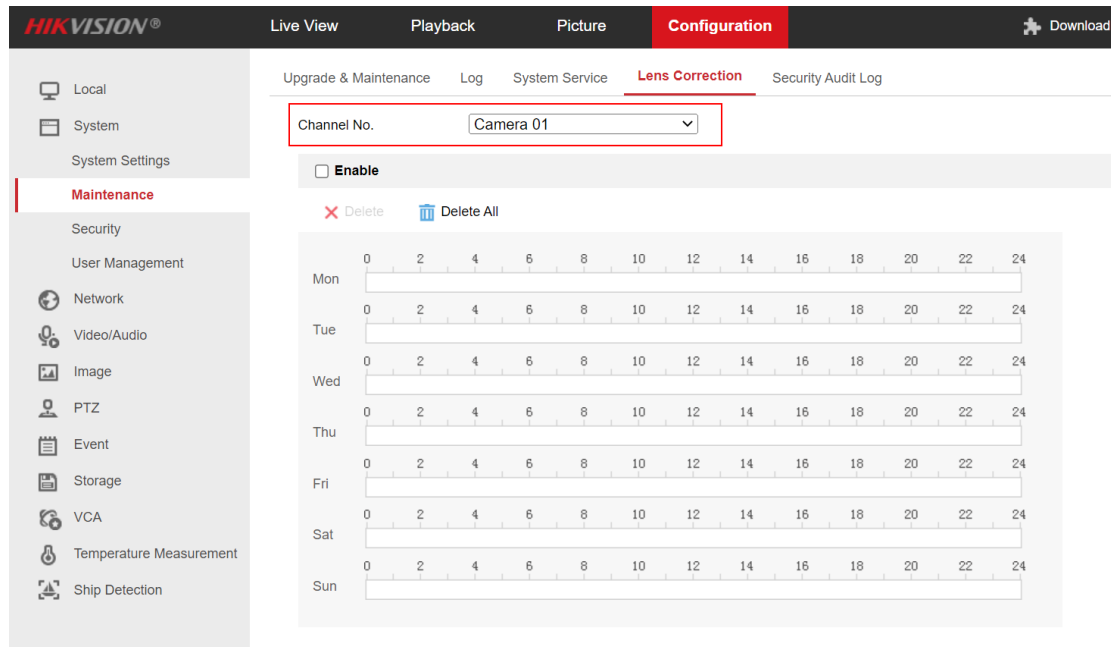 HIKVISION® Live View Playback Picture Configuration Download
Upgrade & Maintenance Log System Service Lens Correction Security Audit Log
Local
System
System Settings
Maintenance
Security
User Management
Network
Video/Audio
Image
PTZ
Event
Storage
VCA
Temperature Measurement
Ship Detection
Channel No. Camera 01
Enable
Delete Delete All
0 2 4 6 8 10 12 14 16 18 20 22 24
Mon
0 2 4 6 8 10 12 14 16 18 20 22 24
Tue
0 2 4 6 8 10 12 14 16 18 20 22 24
Wed
0 2 4 6 8 10 12 14 16 18 20 22 24
Thu
0 2 4 6 8 10 12 14 16 18 20 22 24
Fri
0 2 4 6 8 10 12 14 16 18 20 22 24
Sat
0 2 4 6 8 10 12 14 16 18 20 22 24
Sun